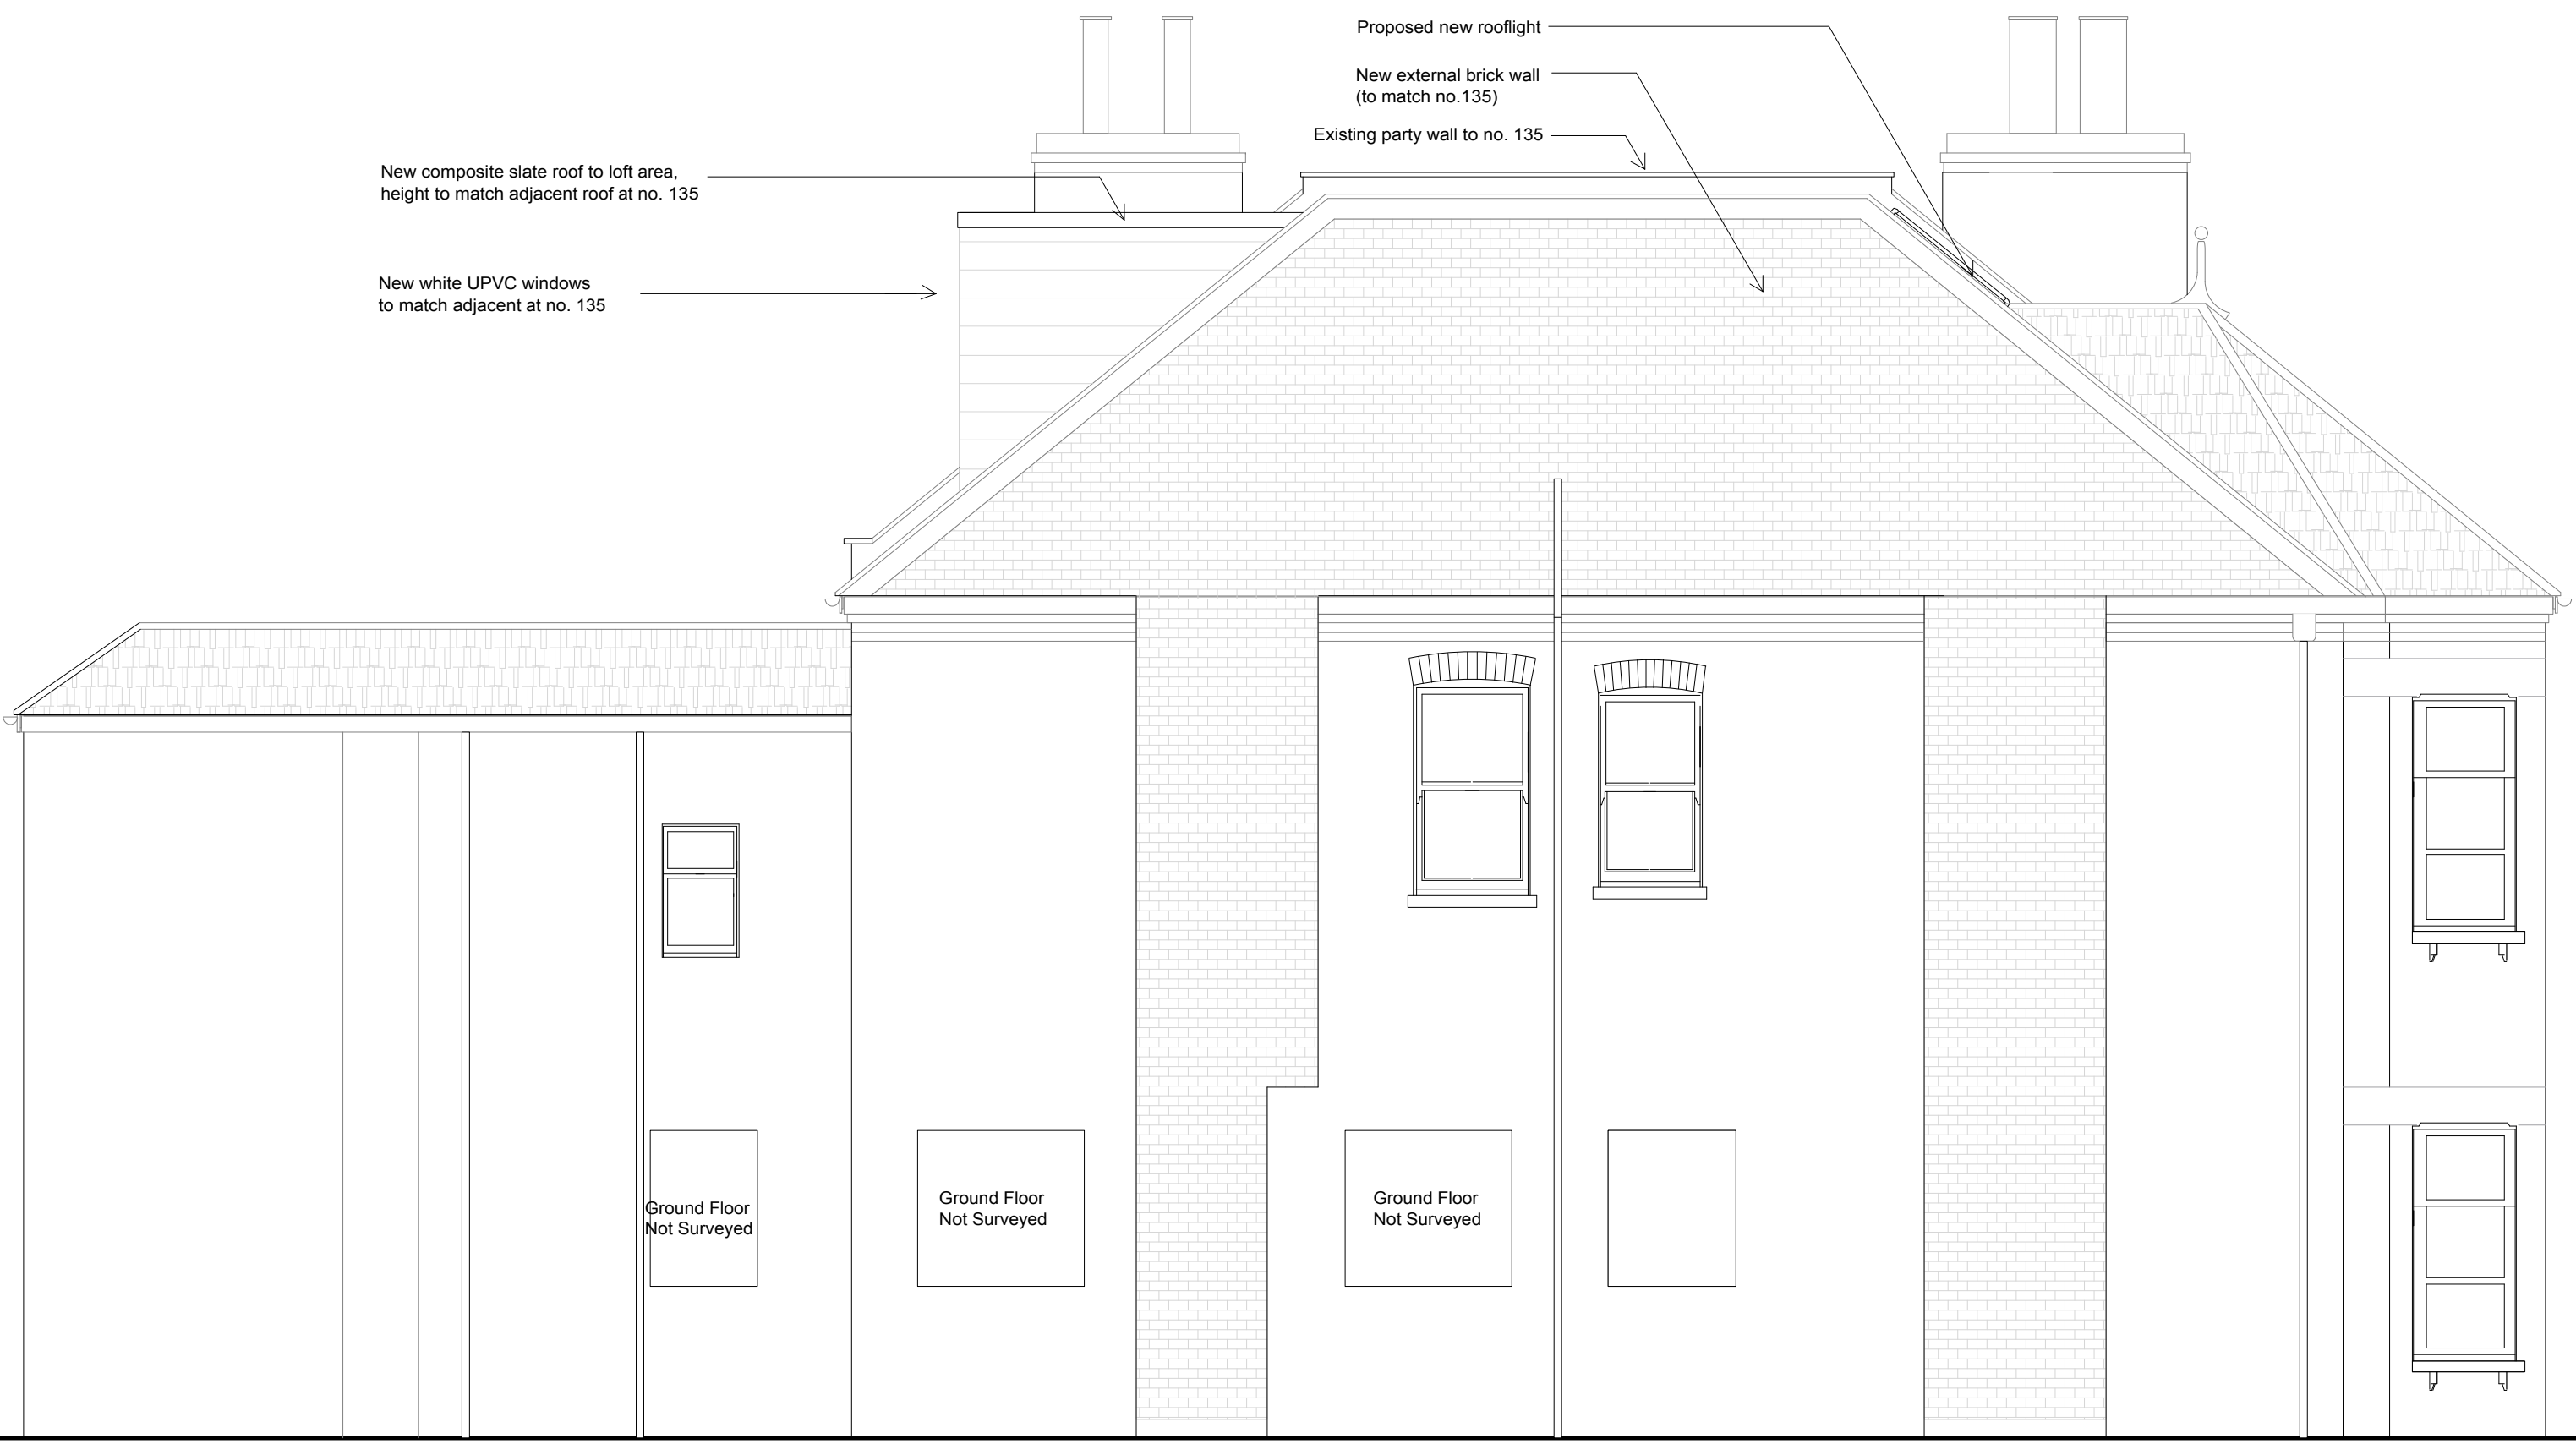 Proposed new rooflight
New external brick wall
(to match no.135)
Existing party wall to no. 135
New composite slate roof to loft area,
height to match adjacent roof at no. 135
New white UPVC windows
to match adjacent at no. 135
Ground Floor
Not Surveyed
Ground Floor
Not Surveyed
Ground Floor
Not Surveyed